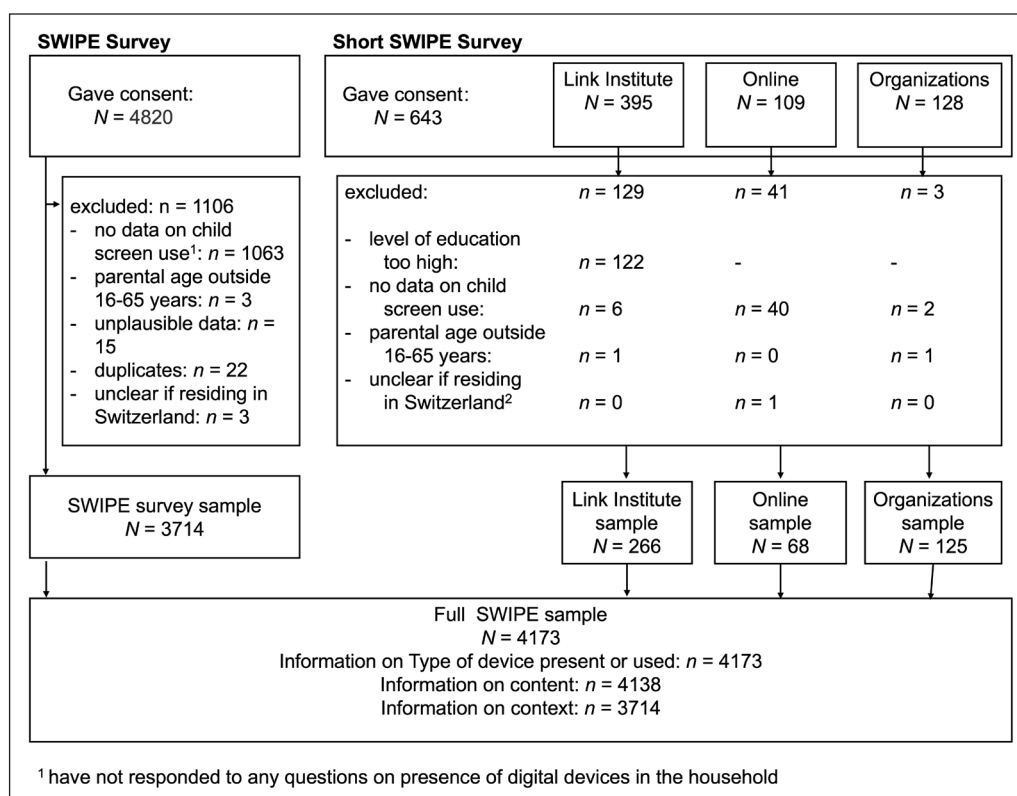 SWIPE Survey
Gave consent:
N = 4820
excluded: n = 1106
- no data on child
screen use¹: n = 1063
- parental age outside
16-65 years: n = 3
- unplausible data: n =
15
- duplicates: n = 22
- unclear if residing in
Switzerland: n = 3
SWIPE survey sample
N = 3714
Short SWIPE Survey
Gave consent:
N = 643
Link Institute
N = 395
Online
N = 109
Organizations
N = 128
excluded: n = 129 n = 41 n = 3
- level of education
too high: n = 122 - -
- no data on child
screen use: n = 6 n = 40 n = 2
- parental age outside
16-65 years: n = 1 n = 0 n = 1
- unclear if residing
in Switzerland² n = 0 n = 1 n = 0
Link Institute
sample
N = 266
Online
sample
N = 68
Organizations
sample
N = 125
Full SWIPE sample
N = 4173
Information on Type of device present or used: n = 4173
Information on content: n = 4138
Information on context: n = 3714
¹ have not responded to any questions on presence of digital devices in the household